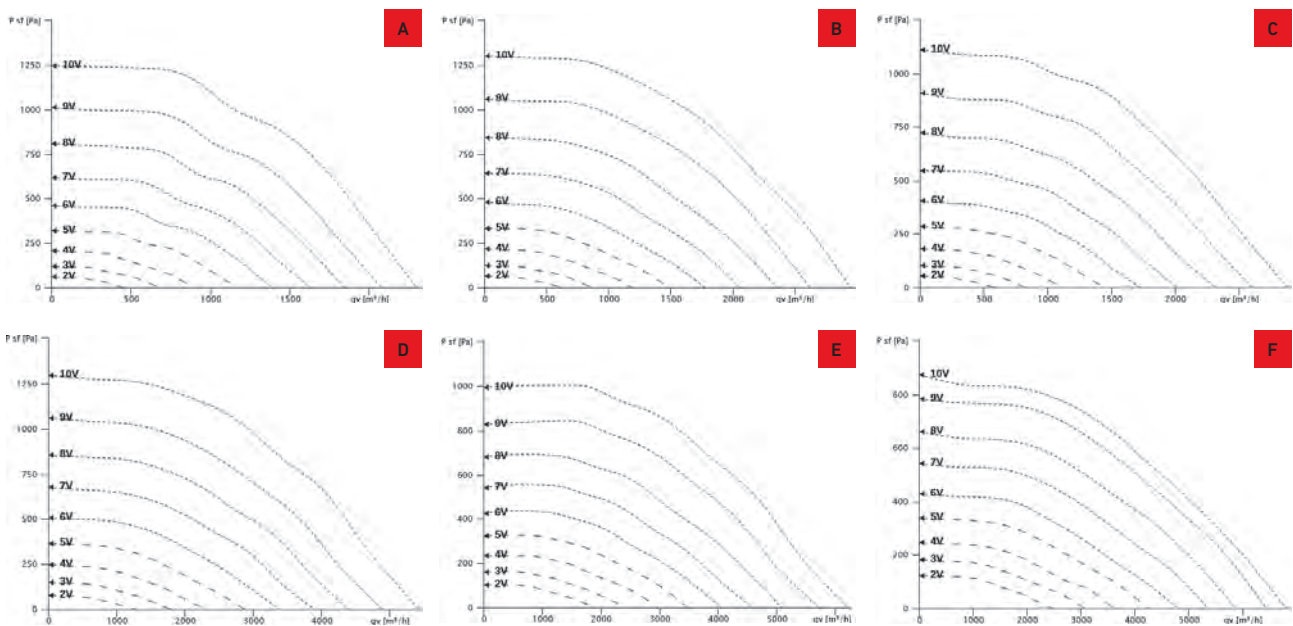 P sf [Pa]
A
1250
10V
1000
9V
8V
750
7V
500
6V
5V
250
4V
3V
2V
0
0 500 1000 1500 qv [m³/h]
P sf [Pa]
B
10V
1250
9V
1000
8V
750
7V
500
6V
5V
250
4V
3V
2V
0
0 500 1000 1500 2000 qv [m³/h]
P sf [Pa]
C
10V
1000
9V
750
8V
7V
500
6V
5V
250
4V
3V
2V
0
0 500 1000 1500 2000 qv [m³/h]
P sf [Pa]
D
10V
1250
9V
1000
8V
750
7V
500
6V
5V
250
4V
3V
2V
0
0 1000 2000 3000 4000 qv [m³/h]
P sf [Pa]
E
1000
10V
9V
800
8V
600
7V
6V
400
5V
4V
200
3V
2V
0
0 1000 2000 3000 4000 5000 qv [m³/h]
P sf [Pa]
F
10V
800
9V
8V
600
7V
6V
400
5V
4V
200
3V
2V
0
0 1000 2000 3000 4000 5000 qv [m³/h]